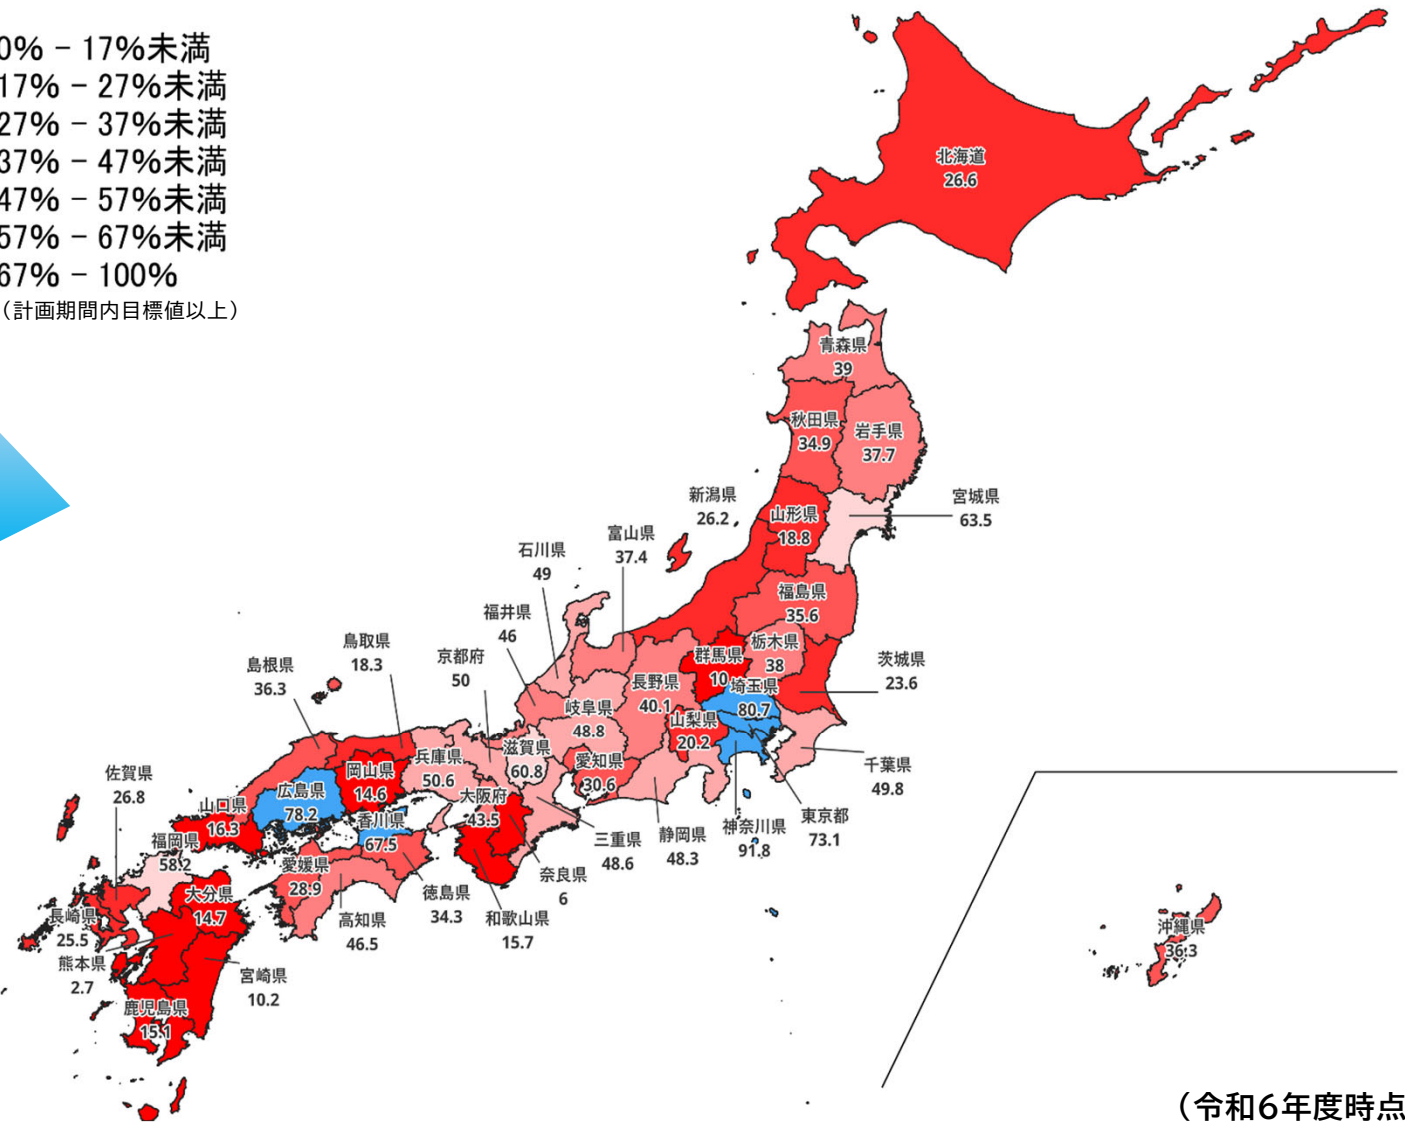 0% – 17%未満
17% – 27%未満
27% – 37%未満
37% – 47%未満
47% – 57%未満
57% – 67%未満
67% – 100%
（計画期間内目標値以上）
北海道
26.6
青森県
39
秋田県
34.9
岩手県
37.7
新潟県
26.2
山形県
18.8
宮城県
63.5
石川県
49
富山県
37.4
福島県
35.6
福井県
46
鳥取県
18.3
島根県
36.3
京都府
50
群馬県
10
栃木県
38
茨城県
23.6
埼玉県
80.7
長野県
40.1
岐阜県
48.8
山梨県
20.2
滋賀県
60.8
愛知県
30.6
兵庫県
50.6
岡山県
14.6
広島県
78.2
佐賀県
26.8
山口県
16.3
福岡県
58.2
香川県
67.5
大阪府
43.5
千葉県
49.8
東京都
73.1
神奈川県
91.8
静岡県
48.3
三重県
48.6
奈良県
6
和歌山県
15.7
徳島県
34.3
愛媛県
28.9
高知県
46.5
大分県
14.7
長崎県
25.5
熊本県
2.7
宮崎県
10.2
鹿児島県
15.1
沖縄県
36.3
（令和6年度時点